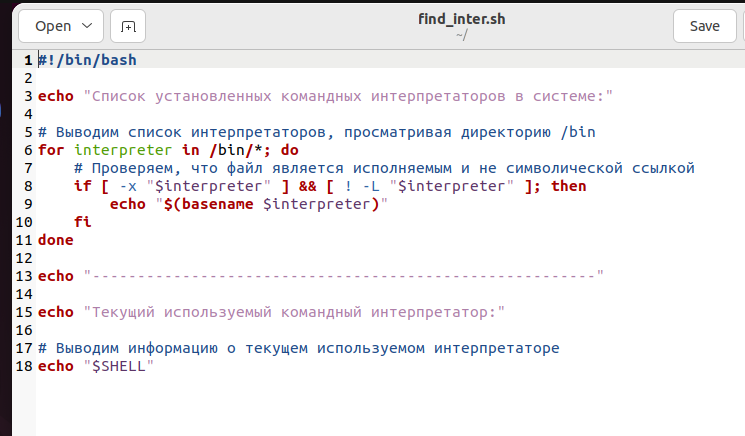 Open
find_inter.sh
~/
Save
1 #!/bin/bash
2
3 echo "Список установленных командных интерпретаторов в системе:"
4
5 # Выводим список интерпретаторов, просматривая директорию /bin
6 for interpreter in /bin/*; do
7     # Проверяем, что файл является исполняемым и не символической ссылкой
8     if [ -x "$interpreter" ] && [ ! -L "$interpreter" ]; then
9         echo "$(basename $interpreter)"
10     fi
11 done
12
13 echo "--------------------------------------------------------"
14
15 echo "Текущий используемый командный интерпретатор:"
16
17 # Выводим информацию о текущем используемом интерпретаторе
18 echo "$SHELL"